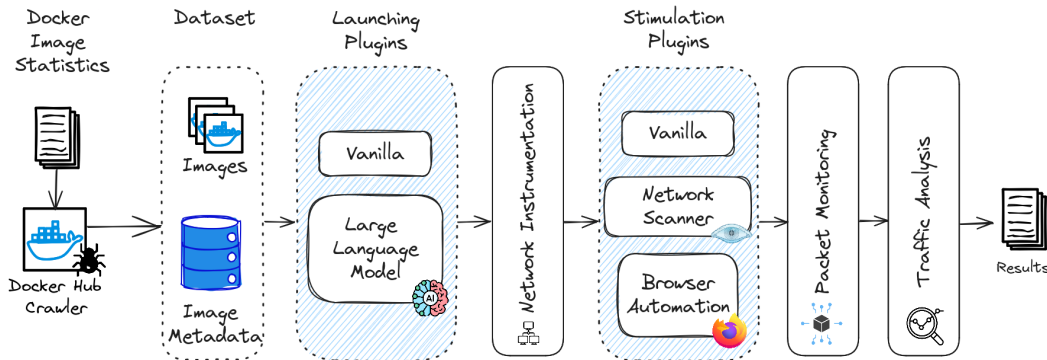 Docker
Image
Statistics
Docker Hub
Crawler
Dataset
Images
Image
Metadata
Launching
Plugins
Vanilla
Large
Language
Model
AI
Network Instrumentation
Stimulation
Plugins
Vanilla
Network
Scanner
Browser
Automation
Packet Monitoring
Traffic Analysis
Results